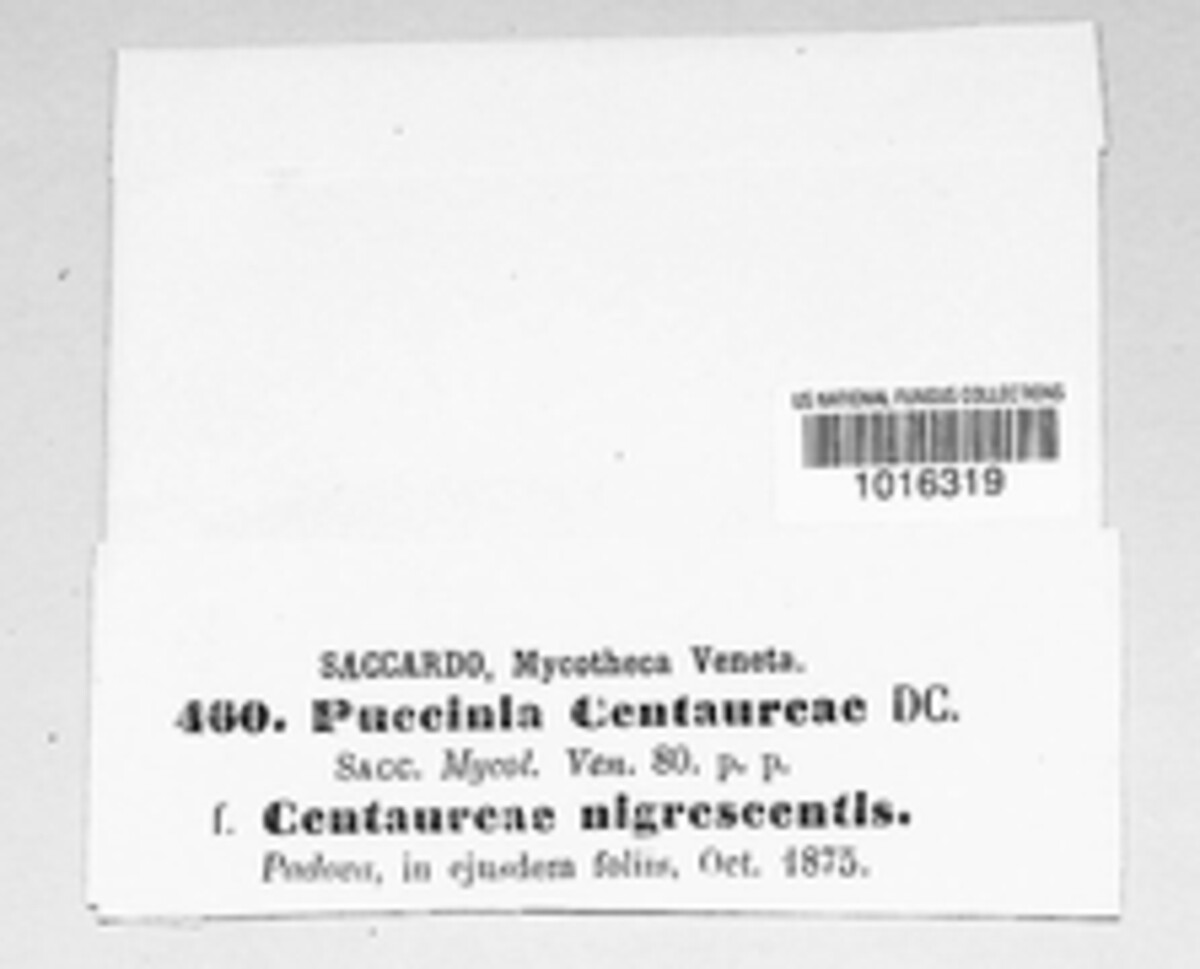 US NATIONAL FUNGUS COLLECTIONS
1016319
SACCARDO, Mycotheca Veneta.
460. Puccinia Centaureae DC.
SACC. Mycol. Ven. 80. p. p.
f. Centaureae nigrescentis.
Padova, in ejusdem foliis, Oct. 1875.